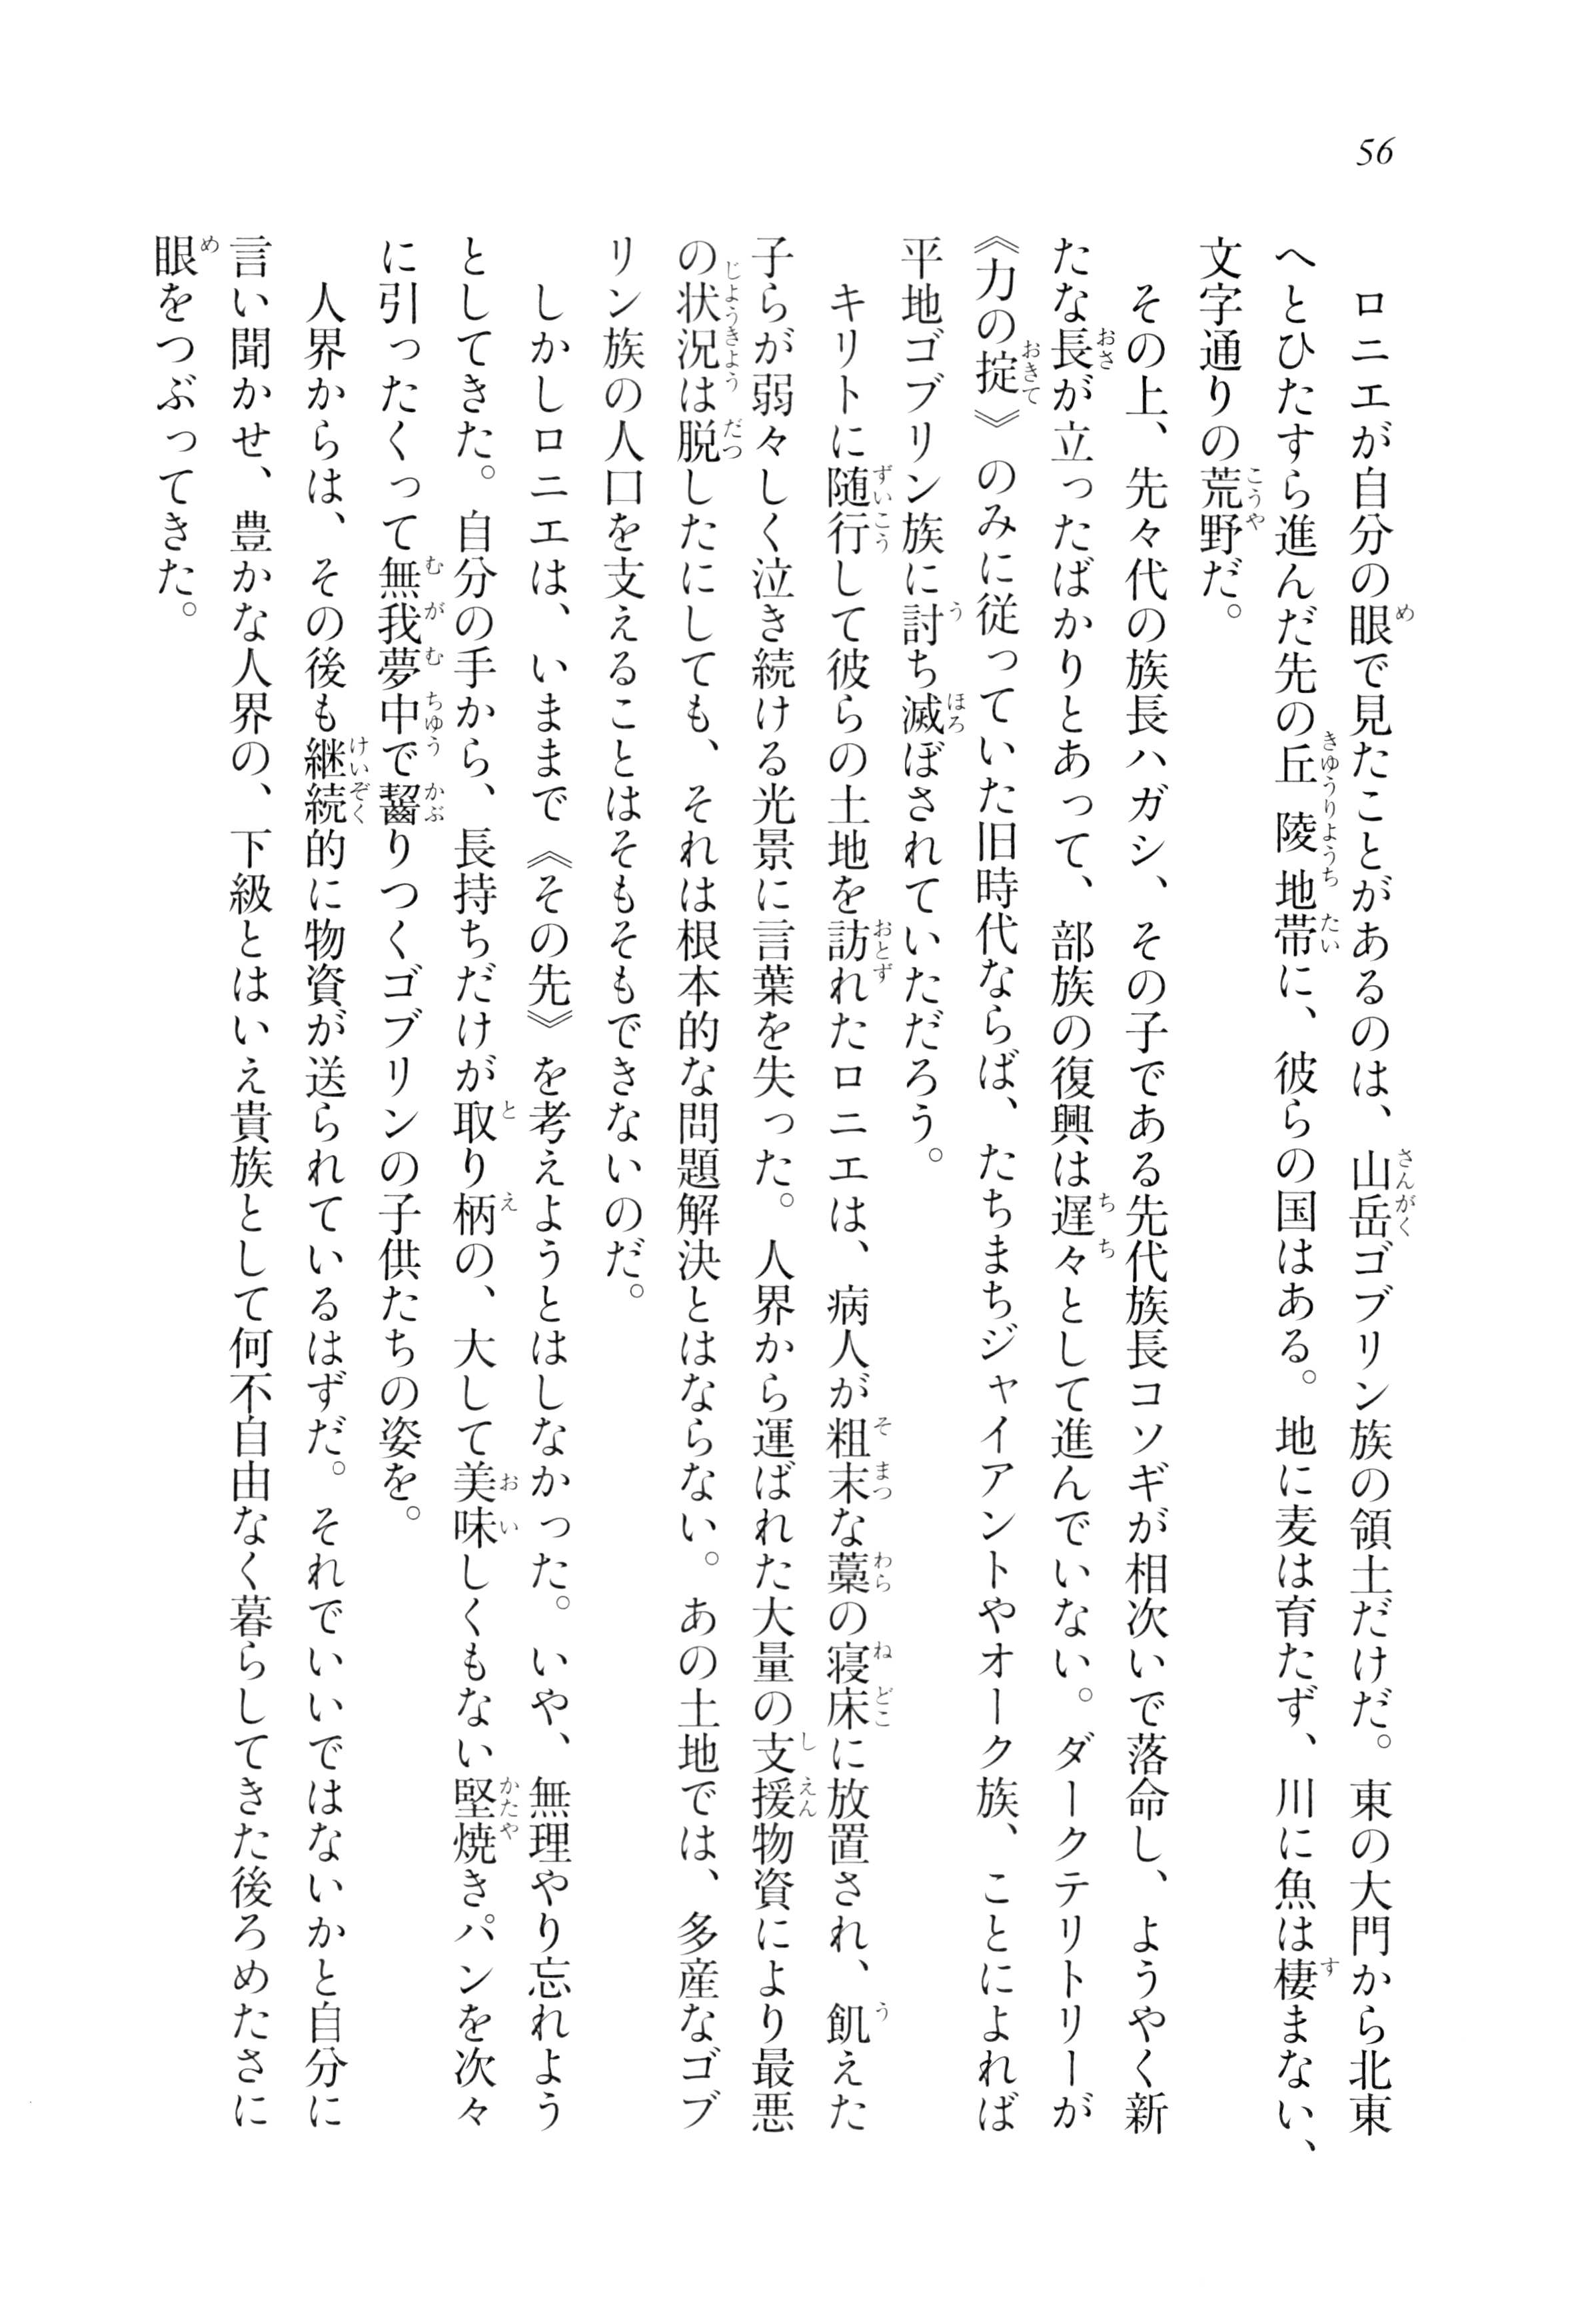 56
　ロニエが自分の眼で見たことがあるのは、山岳ゴブリン族の領土だけだ。東の大門から北東
へとひたすら進んだ先の丘陵地帯に、彼らの国はある。地に麦は育たず、川に魚は棲まない、
文字通りの荒野だ。
　その上、先々代の族長ハガシ、その子である先代族長コソギが相次いで落命し、ようやく新
たな長が立ったばかりとあって、部族の復興は遅々として進んでいない。ダークテリトリーが
《力の掟》のみに従っていた旧時代ならば、たちまちジャイアントやオーク族、ことによれば
平地ゴブリン族に討ち滅ぼされていただろう。
　キリトに随行して彼らの土地を訪れたロニエは、病人が粗末な藁の寝床に放置され、飢えた
子らが弱々しく泣き続ける光景に言葉を失った。人界から運ばれた大量の支援物資により最悪
の状況は脱したにしても、それは根本的な問題解決とはならない。あの土地では、多産なゴブ
リン族の人口を支えることはそもそもできないのだ。
　しかしロニエは、いままで《その先》を考えようとはしなかった。いや、無理やり忘れよう
としてきた。自分の手から、長持ちだけが取り柄の、大して美味しくもない堅焼きパンを次々
に引ったくって無我夢中で齧りつくゴブリンの子供たちの姿を。
　人界からは、その後も継続的に物資が送られているはずだ。それでいいではないかと自分に
言い聞かせ、豊かな人界の、下級とはいえ貴族として何不自由なく暮らしてきた後ろめたさに
眼をつぶってきた。